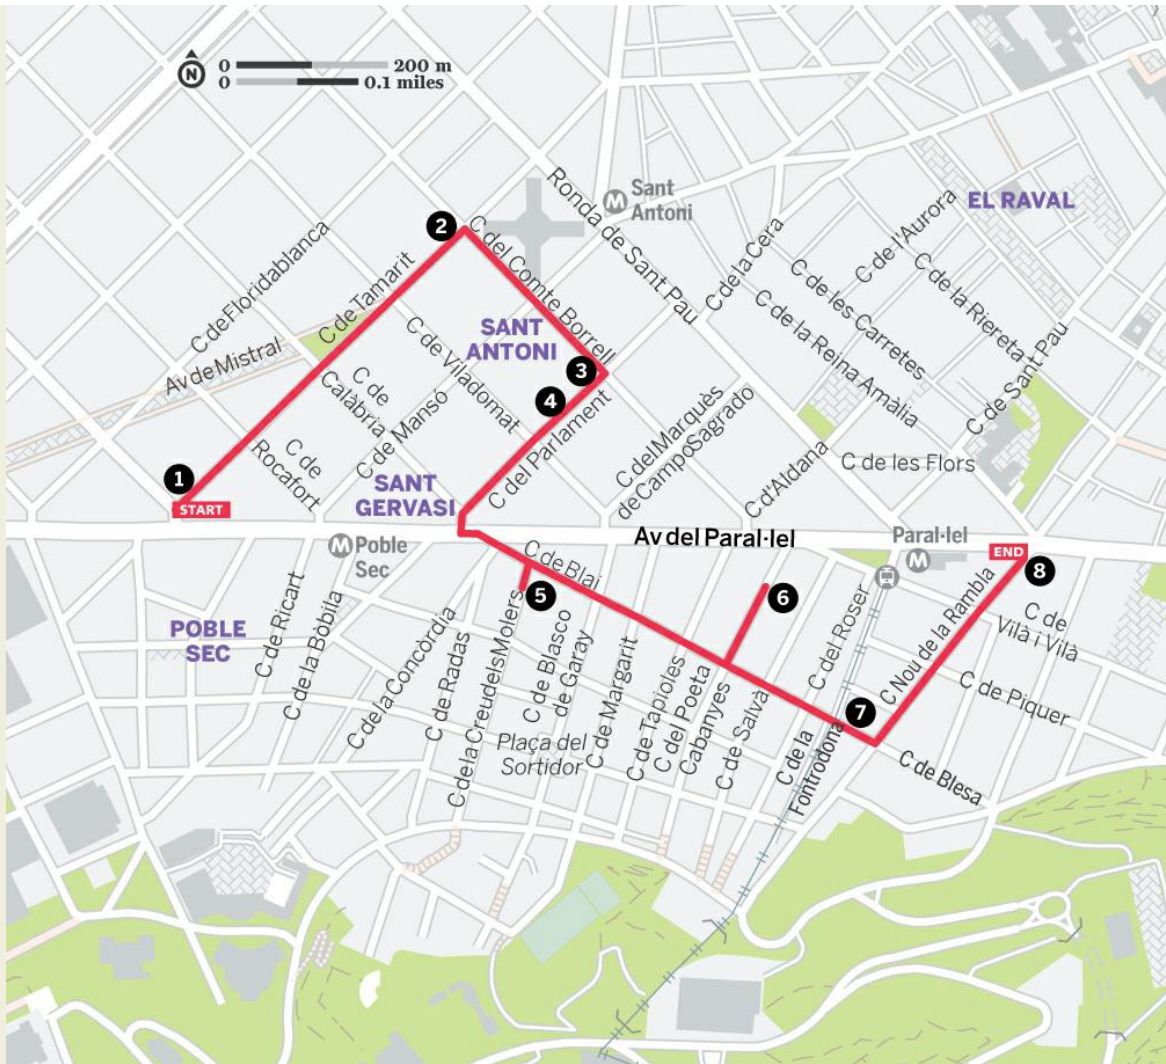 0 200 m
N
0 0.1 miles
Ronda de Sant Pau
M Sant
Antoni
EL RAVAL
C de l'Aurora
2
C del Comte Borrell
C de Floridablanca
C de Tamarit
C de la Cera
C de les Carretes
C de la Riereta
C de la Reina Amàlia
C de Sant Pau
SANT
ANTONI
Av de Mistral
C de Viladomat
3
4
C de
Calàbria
C de Mansó
C del Parlament
C del Marquès
de Campo Sagrado
C de
Rocafort
1
START
SANT
GERVASI
C d'Aldana
C de les Flors
Av del Paral·lel
Paral·lel
M
END
8
M Poble
Sec
C de Blai
5
6
C Nou de la Rambla
C de
Vilà i Vilà
POBLE
SEC
C de Ricart
C de la Bòbila
C de la Concòrdia
C de Radas
C de la Creu dels Molers
C de Blasco
de Garay
C de Margarit
C de Tapioles
C del Poeta
Cabanyes
C de Salvà
C del Roser
C de la
Fontrodona
7
C de Piquer
C de Blesa
Plaça del
Sortidor